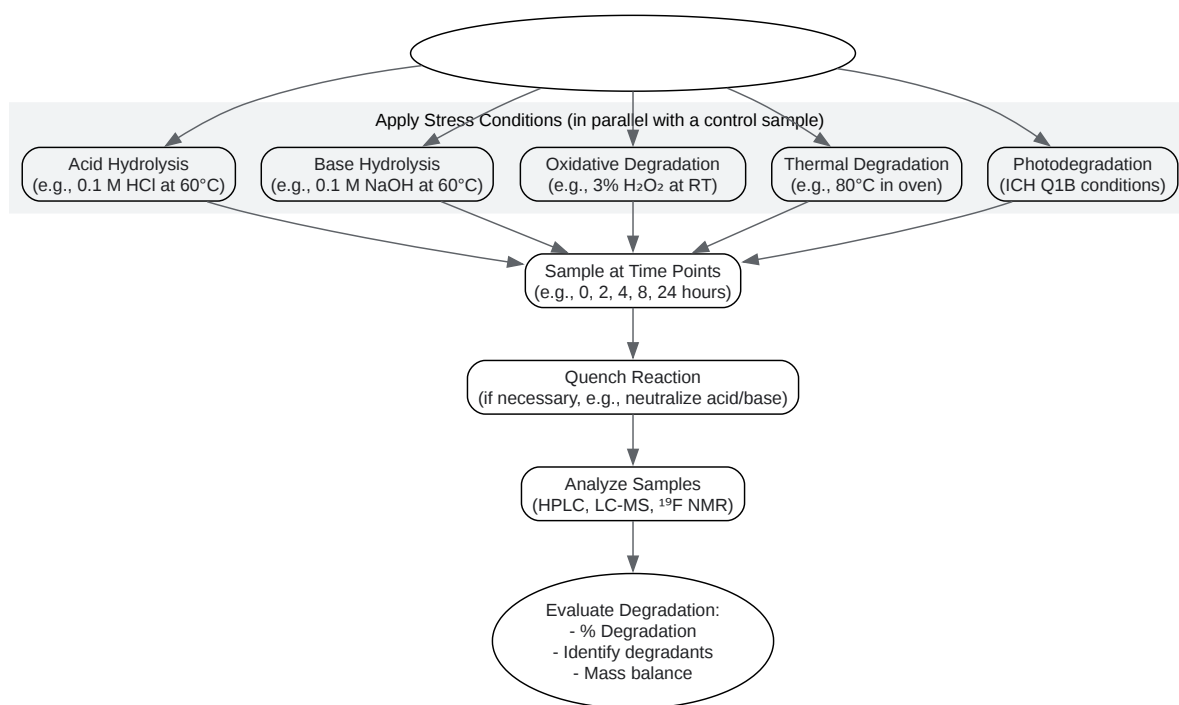 Apply Stress Conditions (in parallel with a control sample)
Acid Hydrolysis
(e.g., 0.1 M HCl at 60°C)
Base Hydrolysis
(e.g., 0.1 M NaOH at 60°C)
Oxidative Degradation
(e.g., 3% H₂O₂ at RT)
Thermal Degradation
(e.g., 80°C in oven)
Photodegradation
(ICH Q1B conditions)
Sample at Time Points
(e.g., 0, 2, 4, 8, 24 hours)
Quench Reaction
(if necessary, e.g., neutralize acid/base)
Analyze Samples
(HPLC, LC-MS, ¹⁹F NMR)
Evaluate Degradation:
- % Degradation
- Identify degradants
- Mass balance